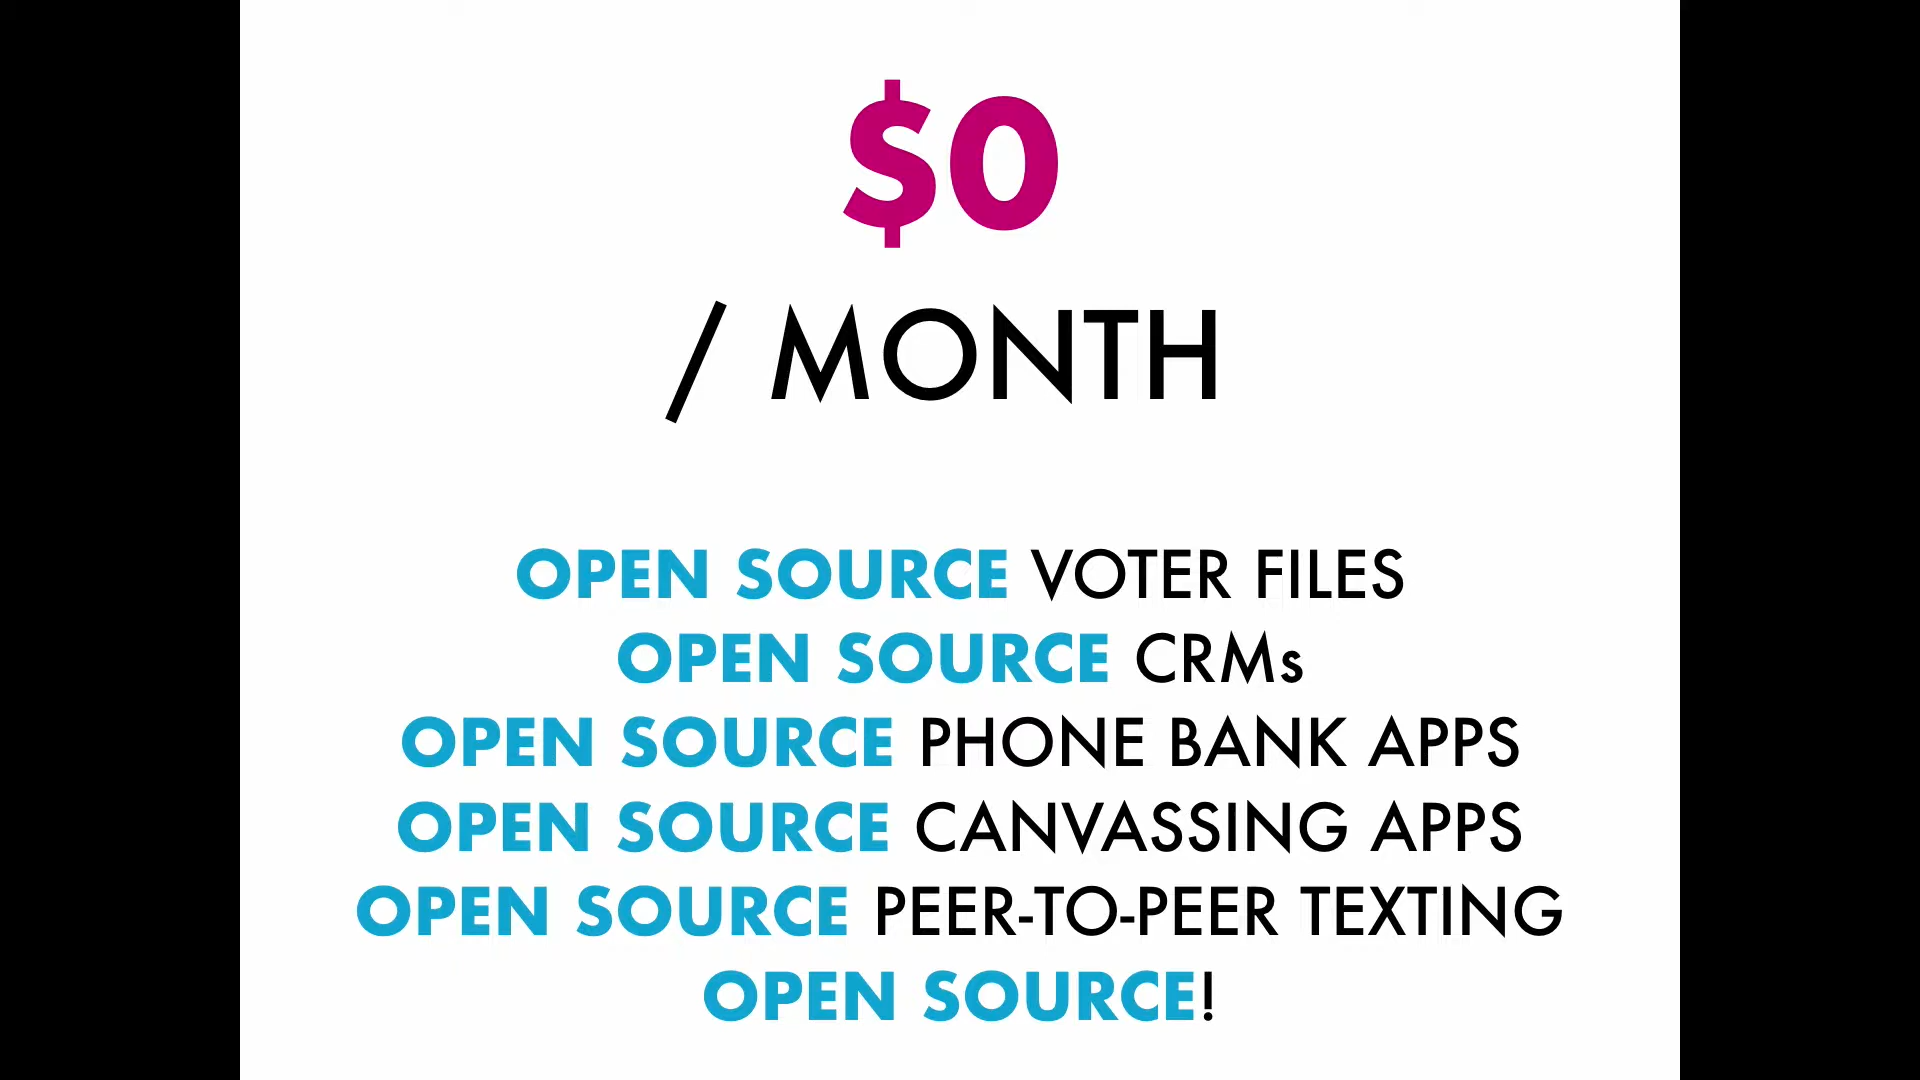 $0
/ MONTH
OPEN SOURCE VOTER FILES
OPEN SOURCE CRMs
OPEN SOURCE PHONE BANK APPS
OPEN SOURCE CANVASSING APPS
OPEN SOURCE PEER-TO-PEER TEXTING
OPEN SOURCE!